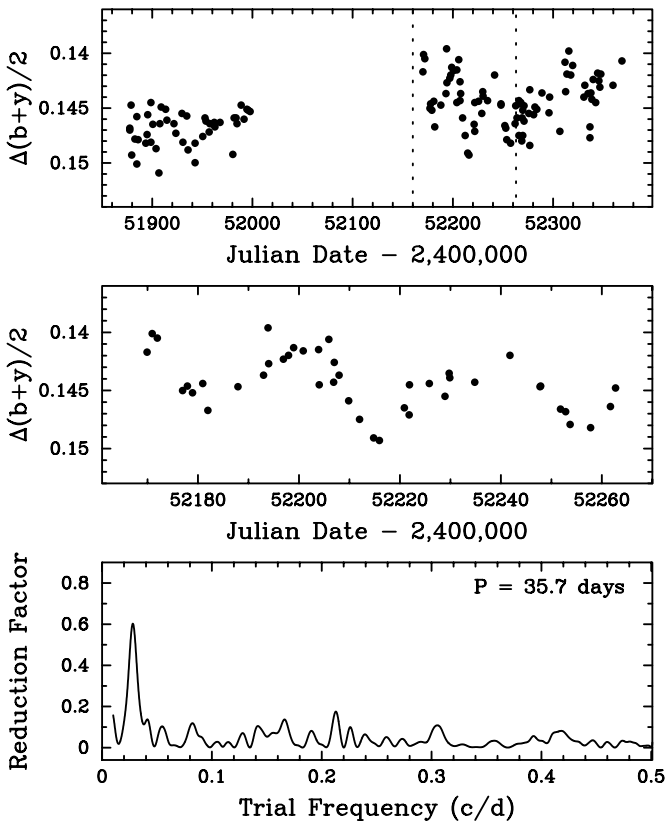 Δ(b+y)/2
0.14
0.145
0.15
51900 52000 52100 52200 52300
Julian Date − 2,400,000
Δ(b+y)/2
0.14
0.145
0.15
52180 52200 52220 52240 52260
Julian Date − 2,400,000
Reduction Factor
P = 35.7 days
0.8
0.6
0.4
0.2
0
0 0.1 0.2 0.3 0.4 0.5
Trial Frequency (c/d)